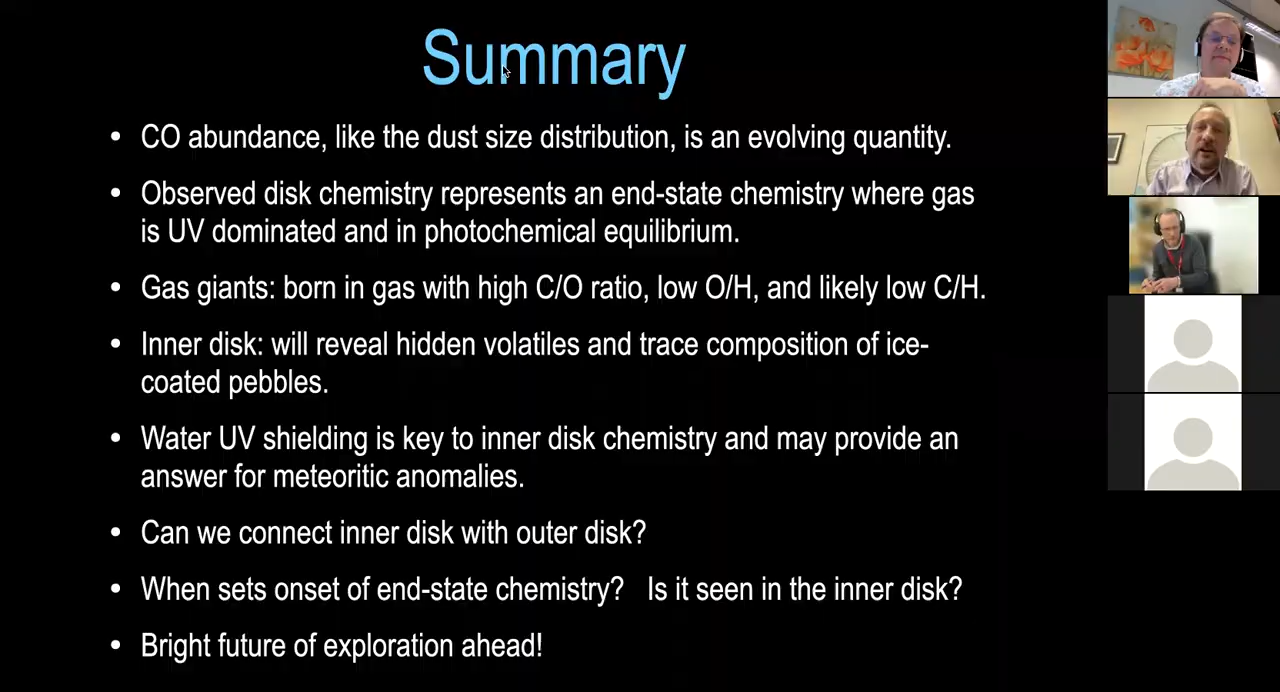 Summary
• CO abundance, like the dust size distribution, is an evolving quantity.
• Observed disk chemistry represents an end-state chemistry where gas
is UV dominated and in photochemical equilibrium.
• Gas giants: born in gas with high C/O ratio, low O/H, and likely low C/H.
• Inner disk: will reveal hidden volatiles and trace composition of ice-
coated pebbles.
• Water UV shielding is key to inner disk chemistry and may provide an
answer for meteoritic anomalies.
• Can we connect inner disk with outer disk?
• When sets onset of end-state chemistry?   Is it seen in the inner disk?
• Bright future of exploration ahead!